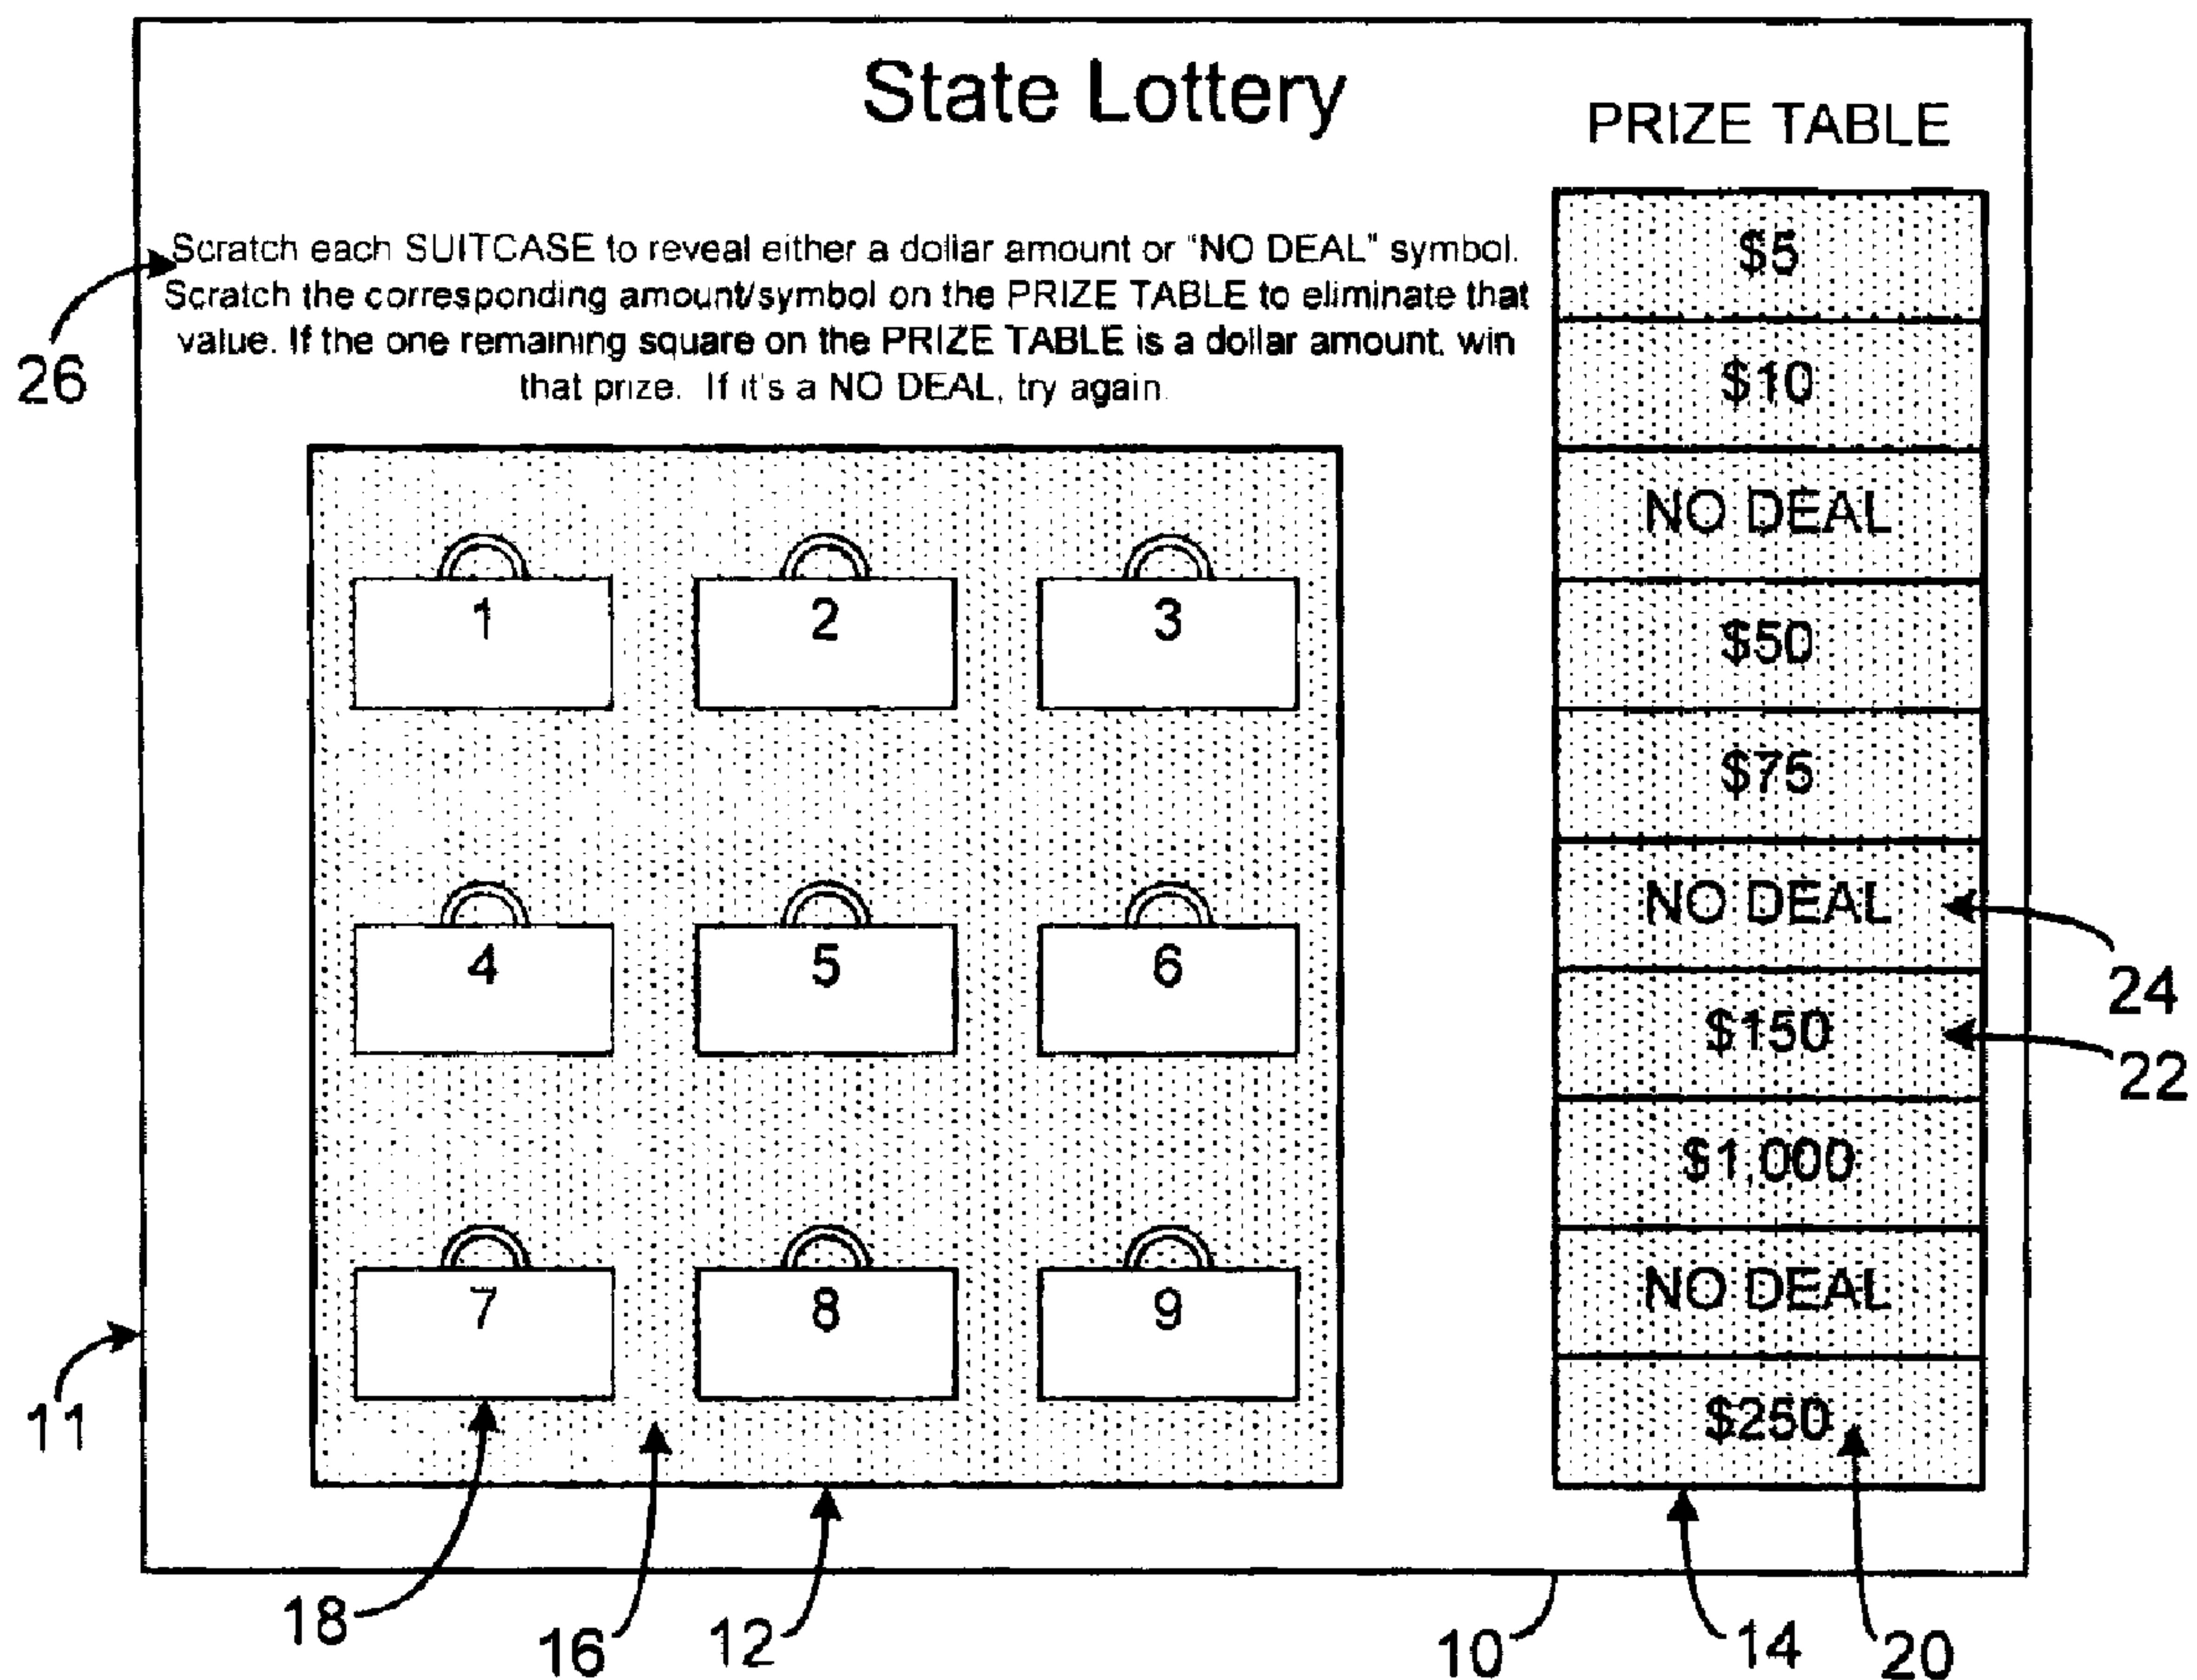 State Lottery
PRIZE TABLE
Scratch each SUITCASE to reveal either a dollar amount or "NO DEAL" symbol.
Scratch the corresponding amount/symbol on the PRIZE TABLE to eliminate that
value. If the one remaining square on the PRIZE TABLE is a dollar amount, win
that prize. If it's a NO DEAL, try again.
26
1
2
3
4
5
6
7
8
9
$5
$10
NO DEAL
$50
$75
NO DEAL
$150
$1,000
NO DEAL
$250
24
22
11
18
16
12
10
14
20